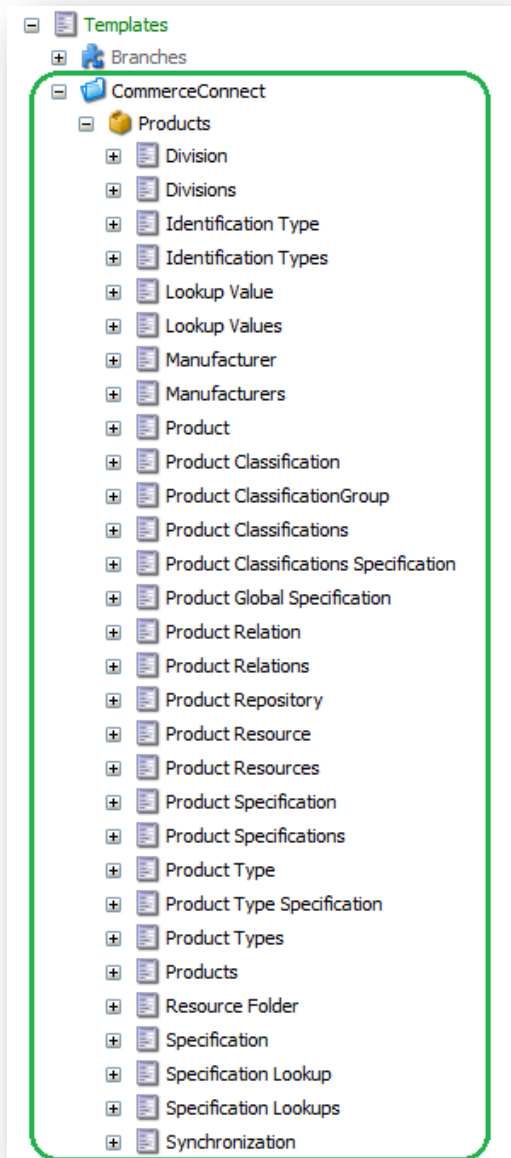 Templates
Branches
CommerceConnect
Products
Division
Divisions
Identification Type
Identification Types
Lookup Value
Lookup Values
Manufacturer
Manufacturers
Product
Product Classification
Product ClassificationGroup
Product Classifications
Product Classifications Specification
Product Global Specification
Product Relation
Product Relations
Product Repository
Product Resource
Product Resources
Product Specification
Product Specifications
Product Type
Product Type Specification
Product Types
Products
Resource Folder
Specification
Specification Lookup
Specification Lookups
Synchronization